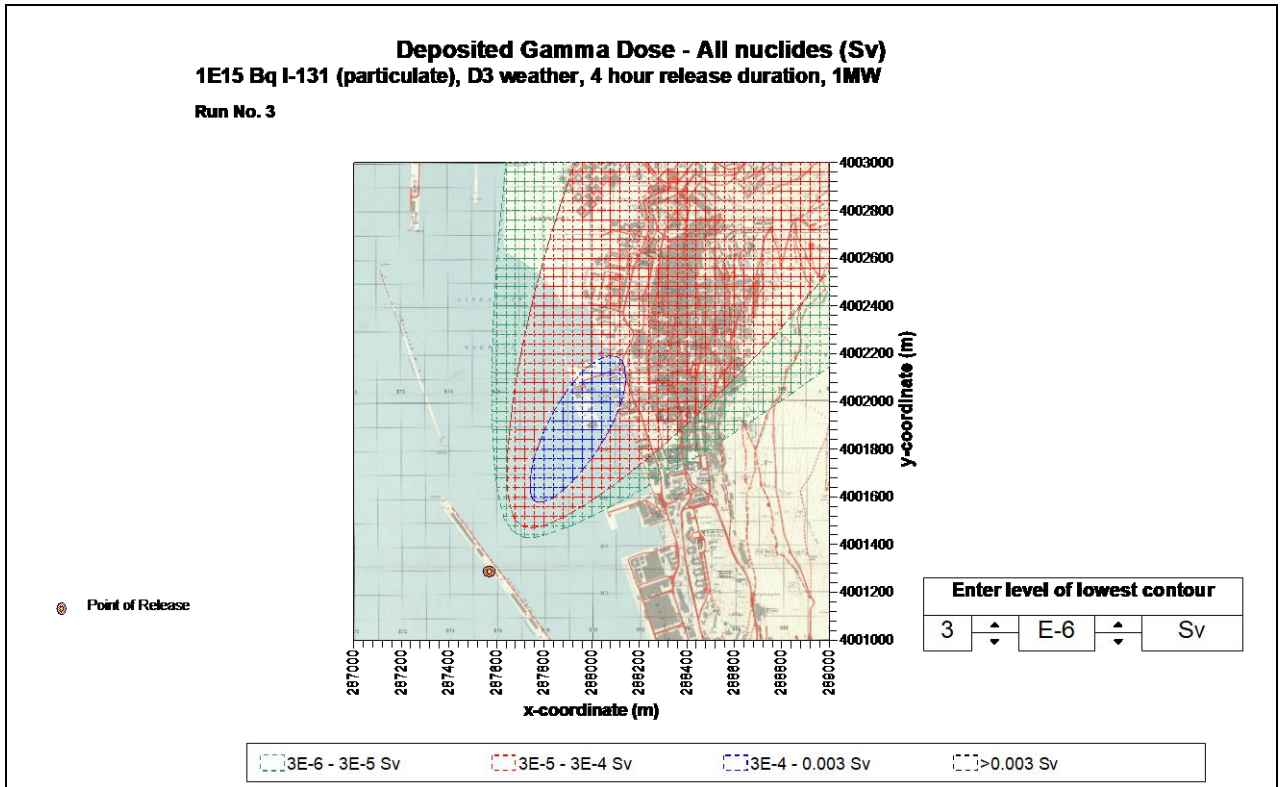 Deposited Gamma Dose - All nuclides (Sv)
1E15 Bq I-131 (particulate), D3 weather, 4 hour release duration, 1MW
Run No. 3
4003000
4002800
4002600
4002400
4002200
4002000
4001800
4001600
4001400
4001200
4001000
y-coordinate (m)
287000
287200
287400
287600
287800
288000
288200
288400
288600
288800
289000
x-coordinate (m)
Point of Release
Enter level of lowest contour
3 E-6 Sv
3E-6 - 3E-5 Sv
3E-5 - 3E-4 Sv
3E-4 - 0.003 Sv
>0.003 Sv